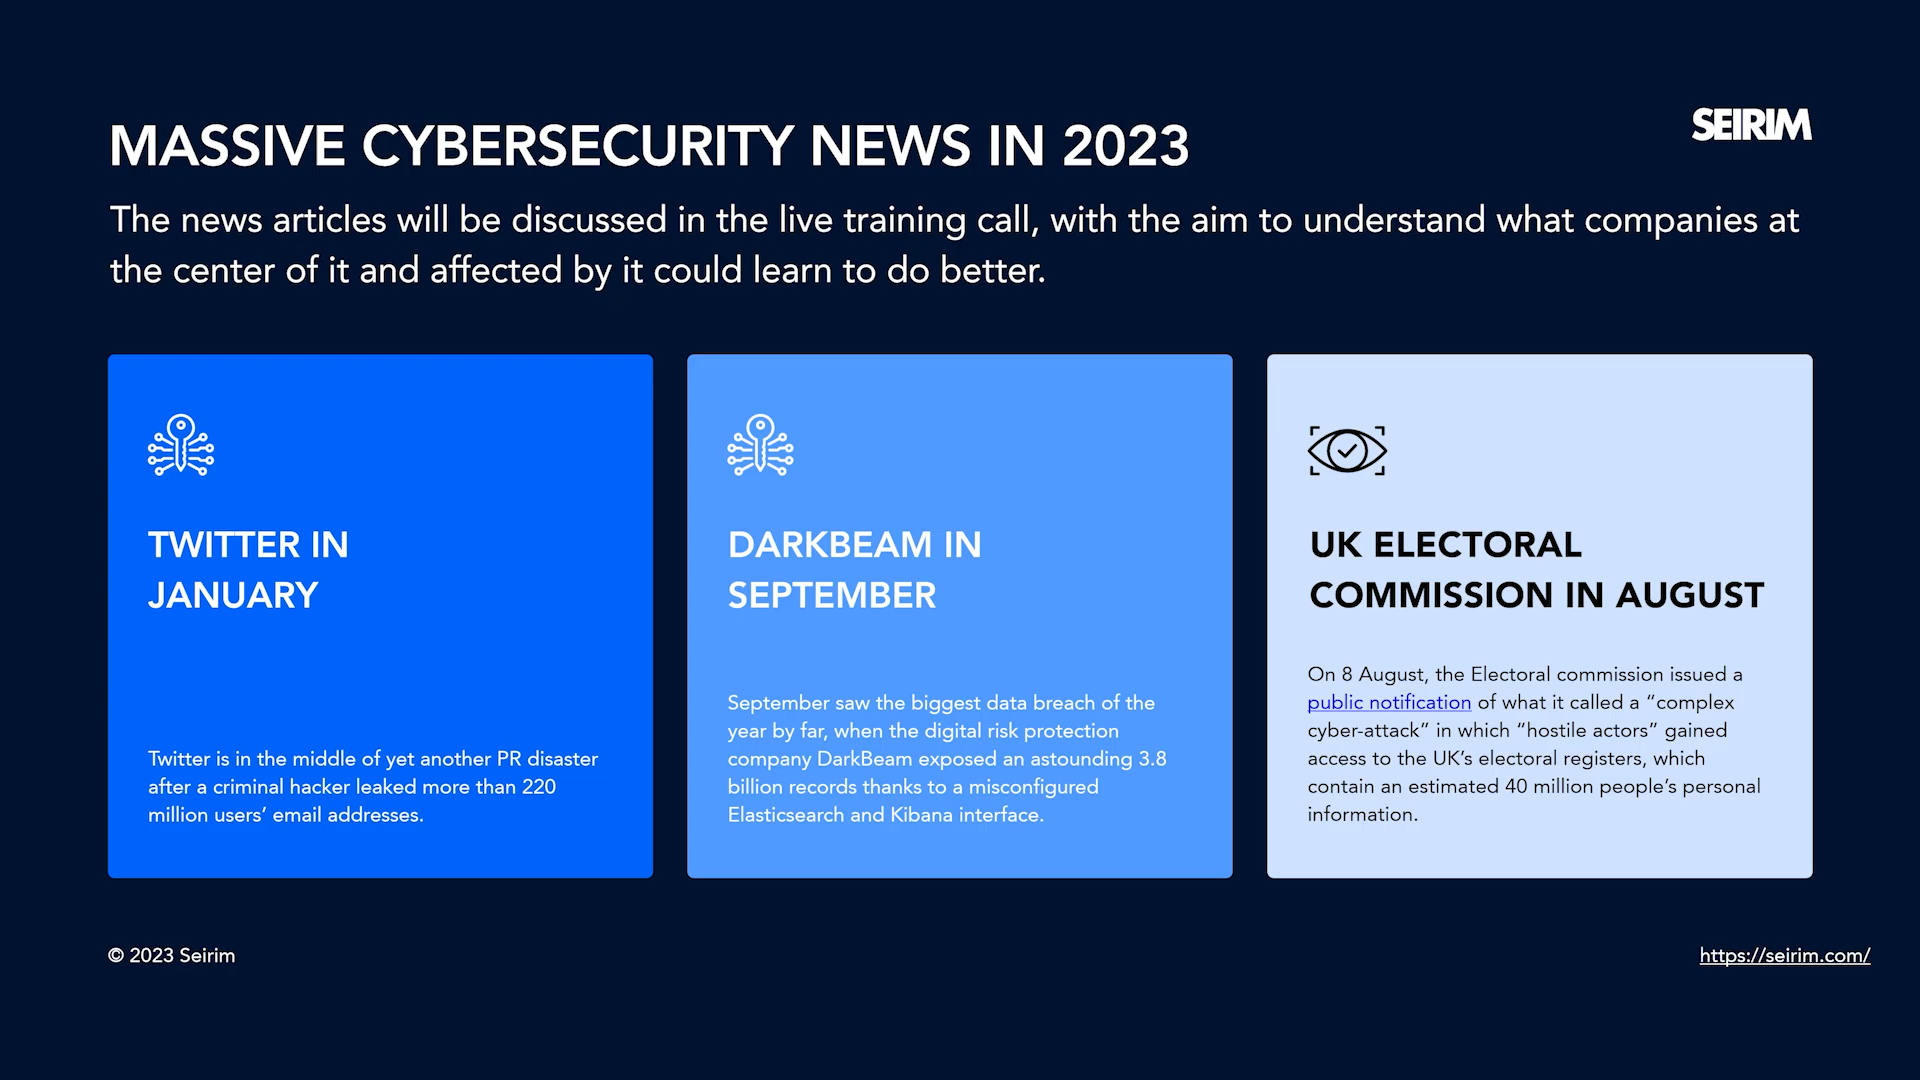 MASSIVE CYBERSECURITY NEWS IN 2023
SEIRIM
The news articles will be discussed in the live training call, with the aim to understand what companies at
the center of it and affected by it could learn to do better.
TWITTER IN
JANUARY
Twitter is in the middle of yet another PR disaster
after a criminal hacker leaked more than 220
million users’ email addresses.
DARKBEAM IN
SEPTEMBER
September saw the biggest data breach of the
year by far, when the digital risk protection
company DarkBeam exposed an astounding 3.8
billion records thanks to a misconfigured
Elasticsearch and Kibana interface.
UK ELECTORAL
COMMISSION IN AUGUST
On 8 August, the Electoral commission issued a
public notification of what it called a “complex
cyber-attack” in which “hostile actors” gained
access to the UK’s electoral registers, which
contain an estimated 40 million people’s personal
information.
© 2023 Seirim
https://seirim.com/